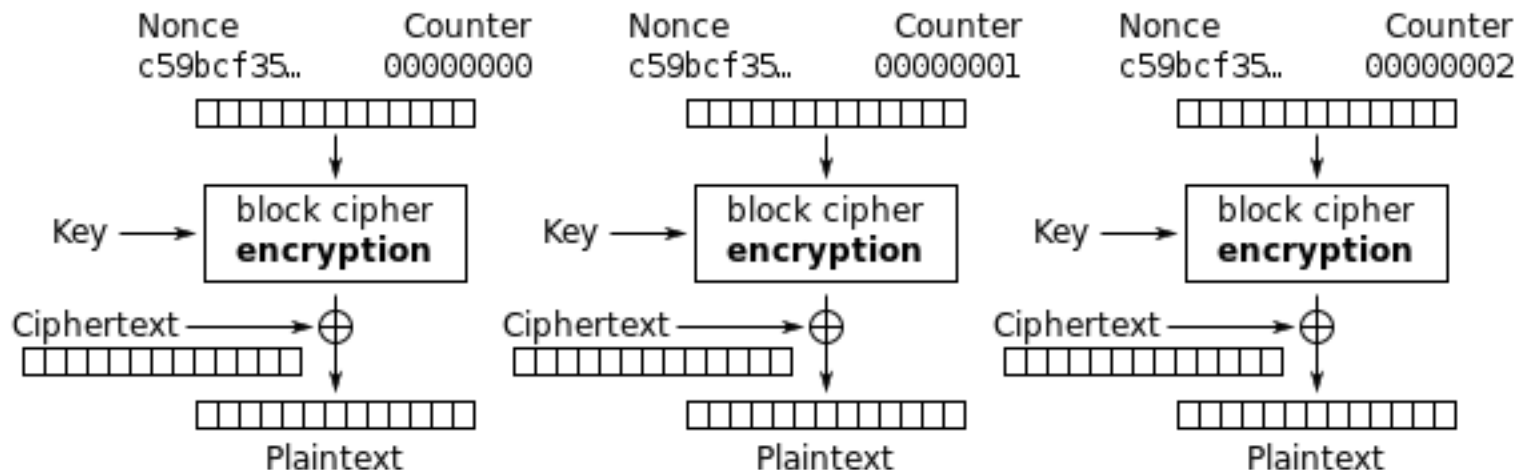 Nonce Counter Nonce Counter Nonce Counter
c59bcf35… 00000000 c59bcf35… 00000001 c59bcf35… 00000002
block cipher block cipher block cipher
Key encryption Key encryption Key encryption
Ciphertext Ciphertext Ciphertext
Plaintext Plaintext Plaintext